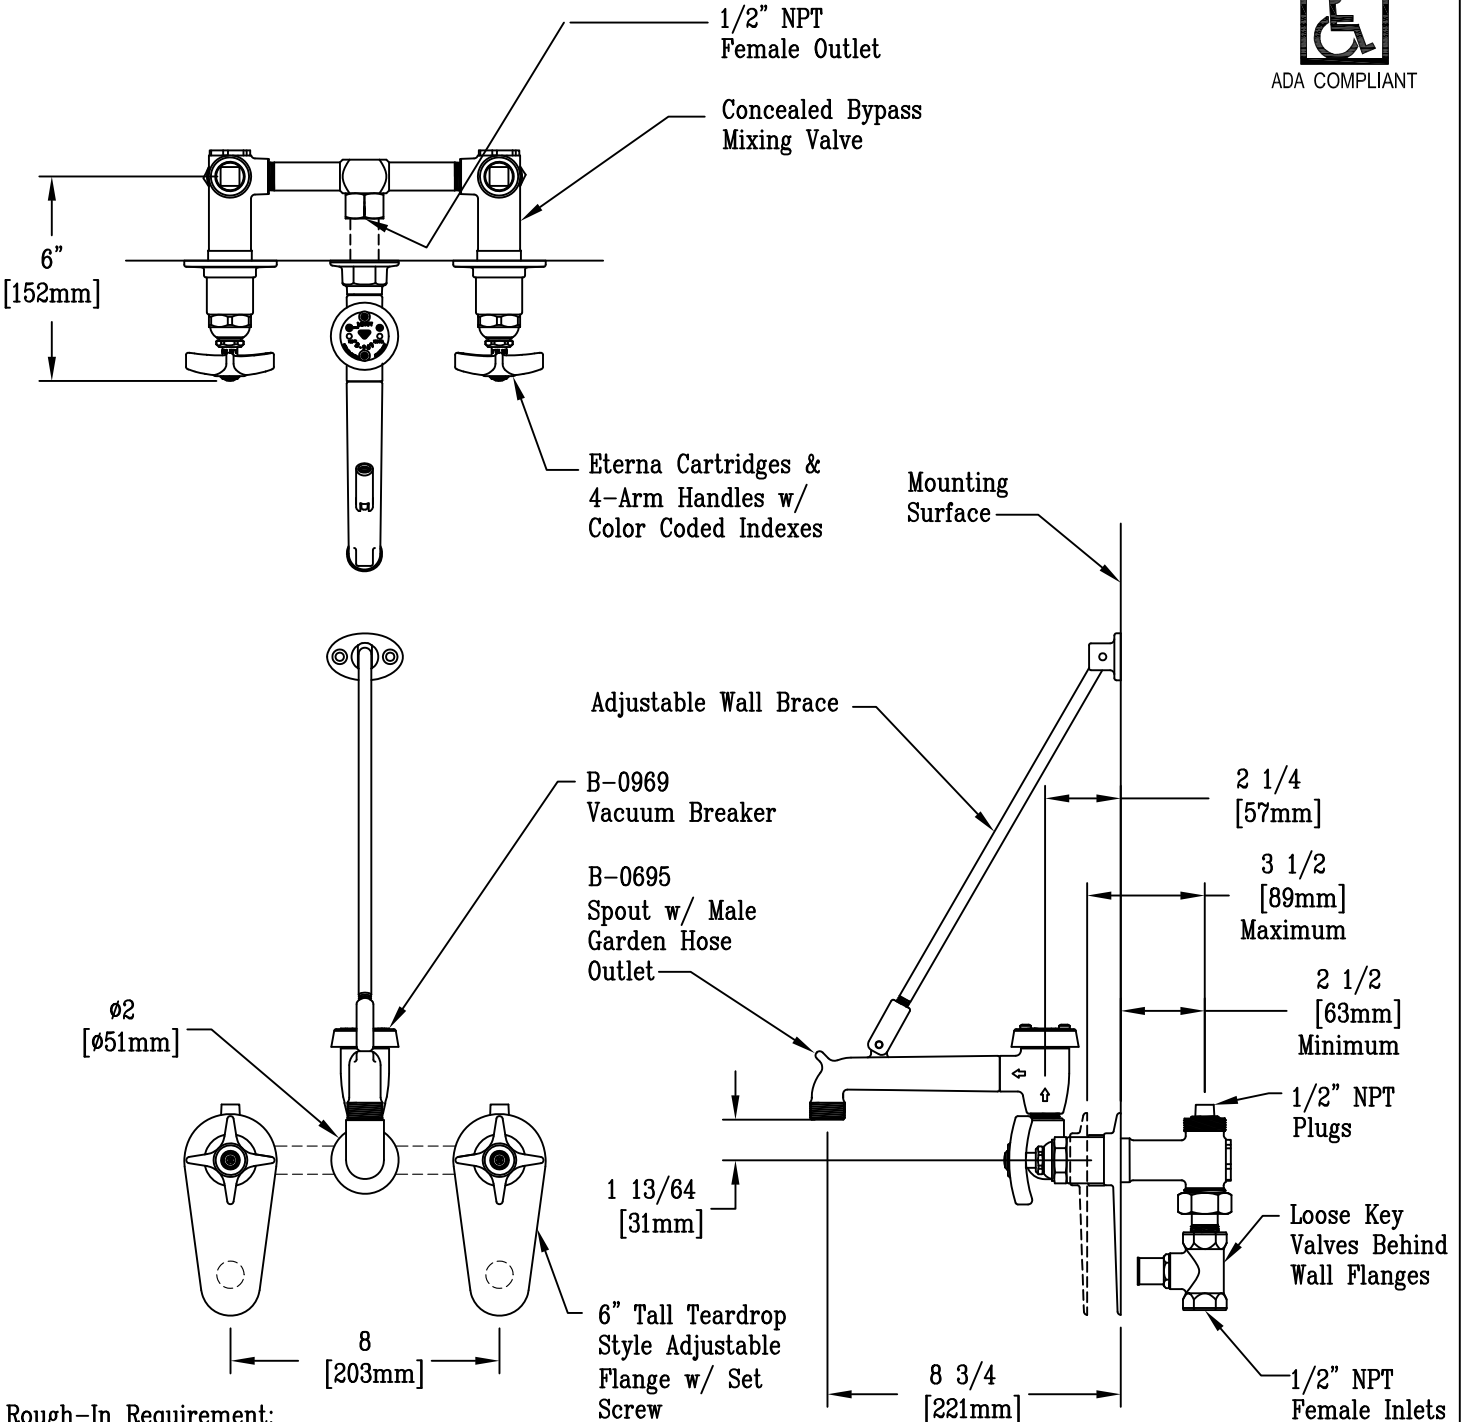 1/2" NPT
Female Outlet
ADA COMPLIANT
Concealed Bypass
Mixing Valve
6"
[152mm]
Eterna Cartridges &
4-Arm Handles w/
Color Coded Indexes
Mounting
Surface
Adjustable Wall Brace
B-0969
Vacuum Breaker
2 1/4
[57mm]
3 1/2
[89mm]
Maximum
B-0695
Spout w/ Male
Garden Hose
Outlet
2 1/2
[63mm]
Minimum
ø2
[ø51mm]
1/2" NPT
Plugs
1 13/64
[31mm]
Loose Key
Valves Behind
Wall Flanges
6" Tall Teardrop
Style Adjustable
Flange w/ Set
Screw
8
[203mm]
8 3/4
[221mm]
1/2" NPT
Female Inlets
Rough-In Requirement: